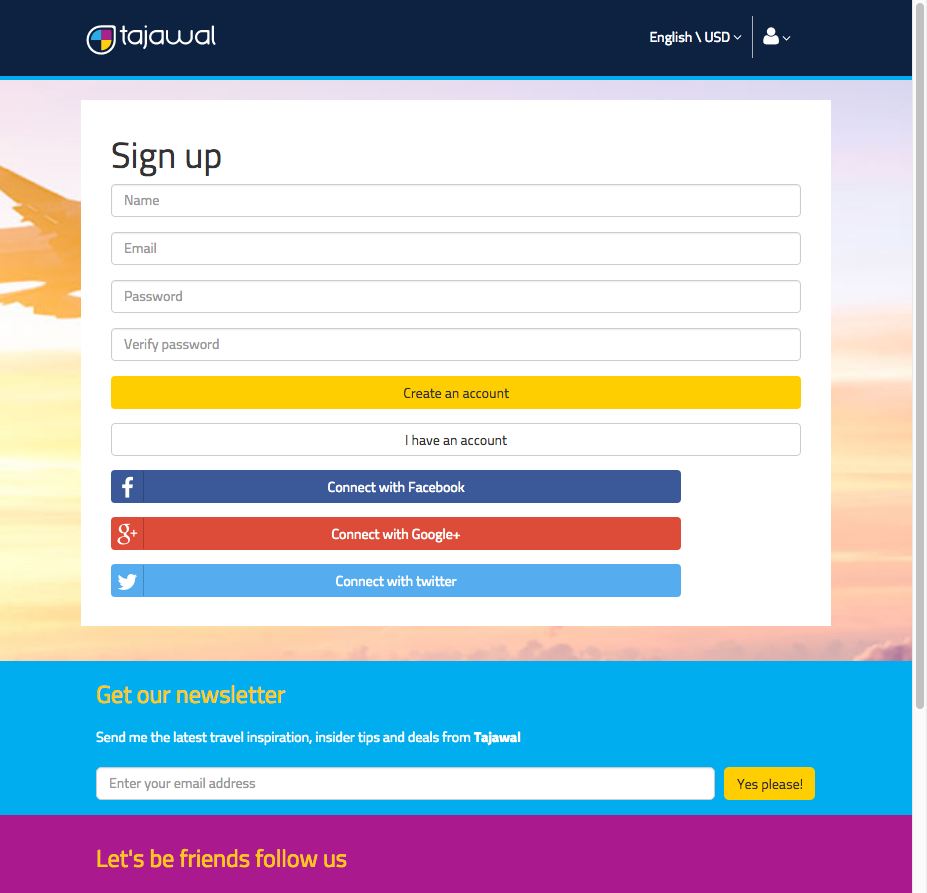 tajawal
English \ USD
Sign up
Name
Email
Password
Verify password
Create an account
I have an account
f
Connect with Facebook
g+
Connect with Google+
Connect with twitter
Get our newsletter
Send me the latest travel inspiration, insider tips and deals from Tajawal
Enter your email address
Yes please!
Let's be friends follow us